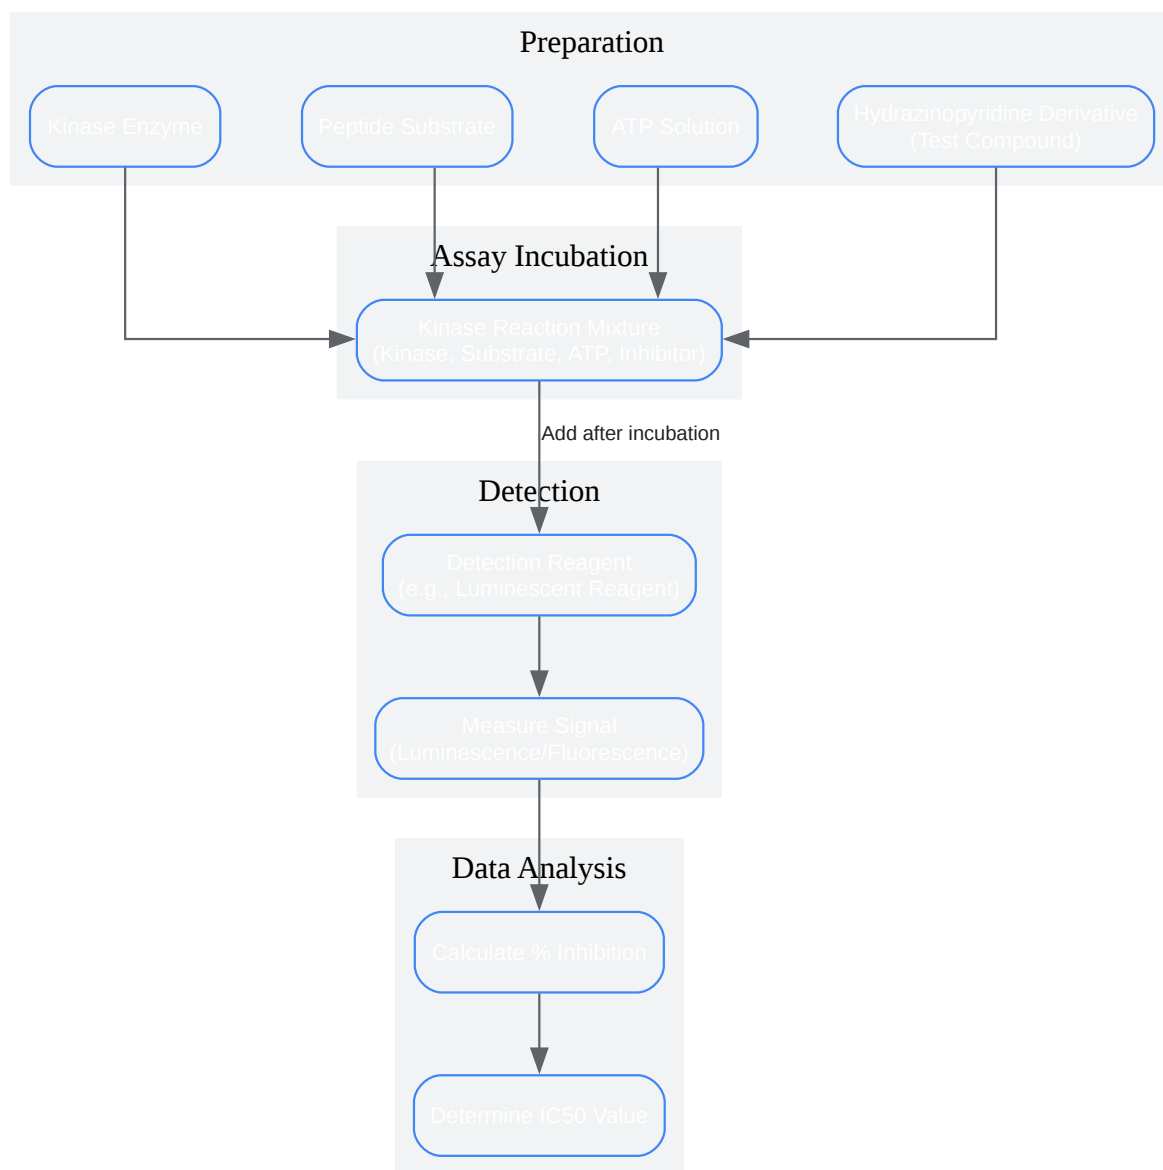 Preparation
Kinase Enzyme
Peptide Substrate
ATP Solution
Hydrazinopyridine Derivative
(Test Compound)
Assay Incubation
Kinase Reaction Mixture
(Kinase, Substrate, ATP, Inhibitor)
Add after incubation
Detection
Detection Reagent
(e.g., Luminescent Reagent)
Measure Signal
(Luminescence/Fluorescence)
Data Analysis
Calculate % Inhibition
Determine IC50 Value